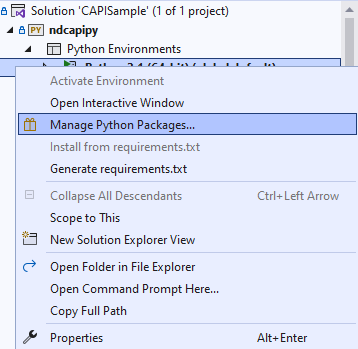 Solution 'CAPISample' (1 of 1 project)
ndcapipy
Python Environments
Activate Environment
Open Interactive Window
Manage Python Packages...
Install from requirements.txt
Generate requirements.txt
Collapse All Descendants Ctrl+Left Arrow
Scope to This
New Solution Explorer View
Open Folder in File Explorer
Open Command Prompt Here...
Copy Full Path
Properties Alt+Enter